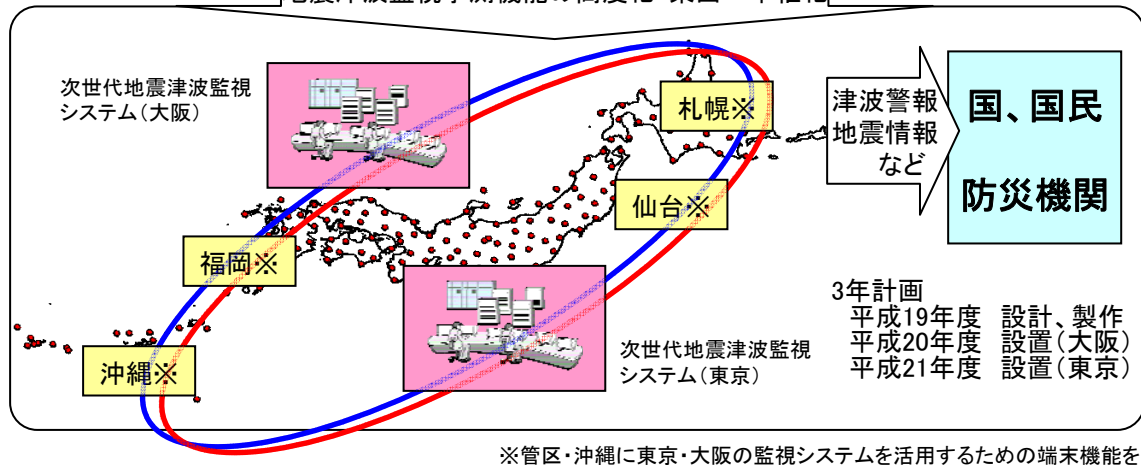 次世代地震津波監視
システム(大阪)
札幌※
津波警報
地震情報
など
国、国民
防災機関
仙台※
福岡※
沖縄※
次世代地震津波監視
システム(東京)
3年計画
平成19年度 設計、製作
平成20年度 設置(大阪)
平成21年度 設置(東京)
※管区・沖縄に東京・大阪の監視システムを活用するための端末機能を